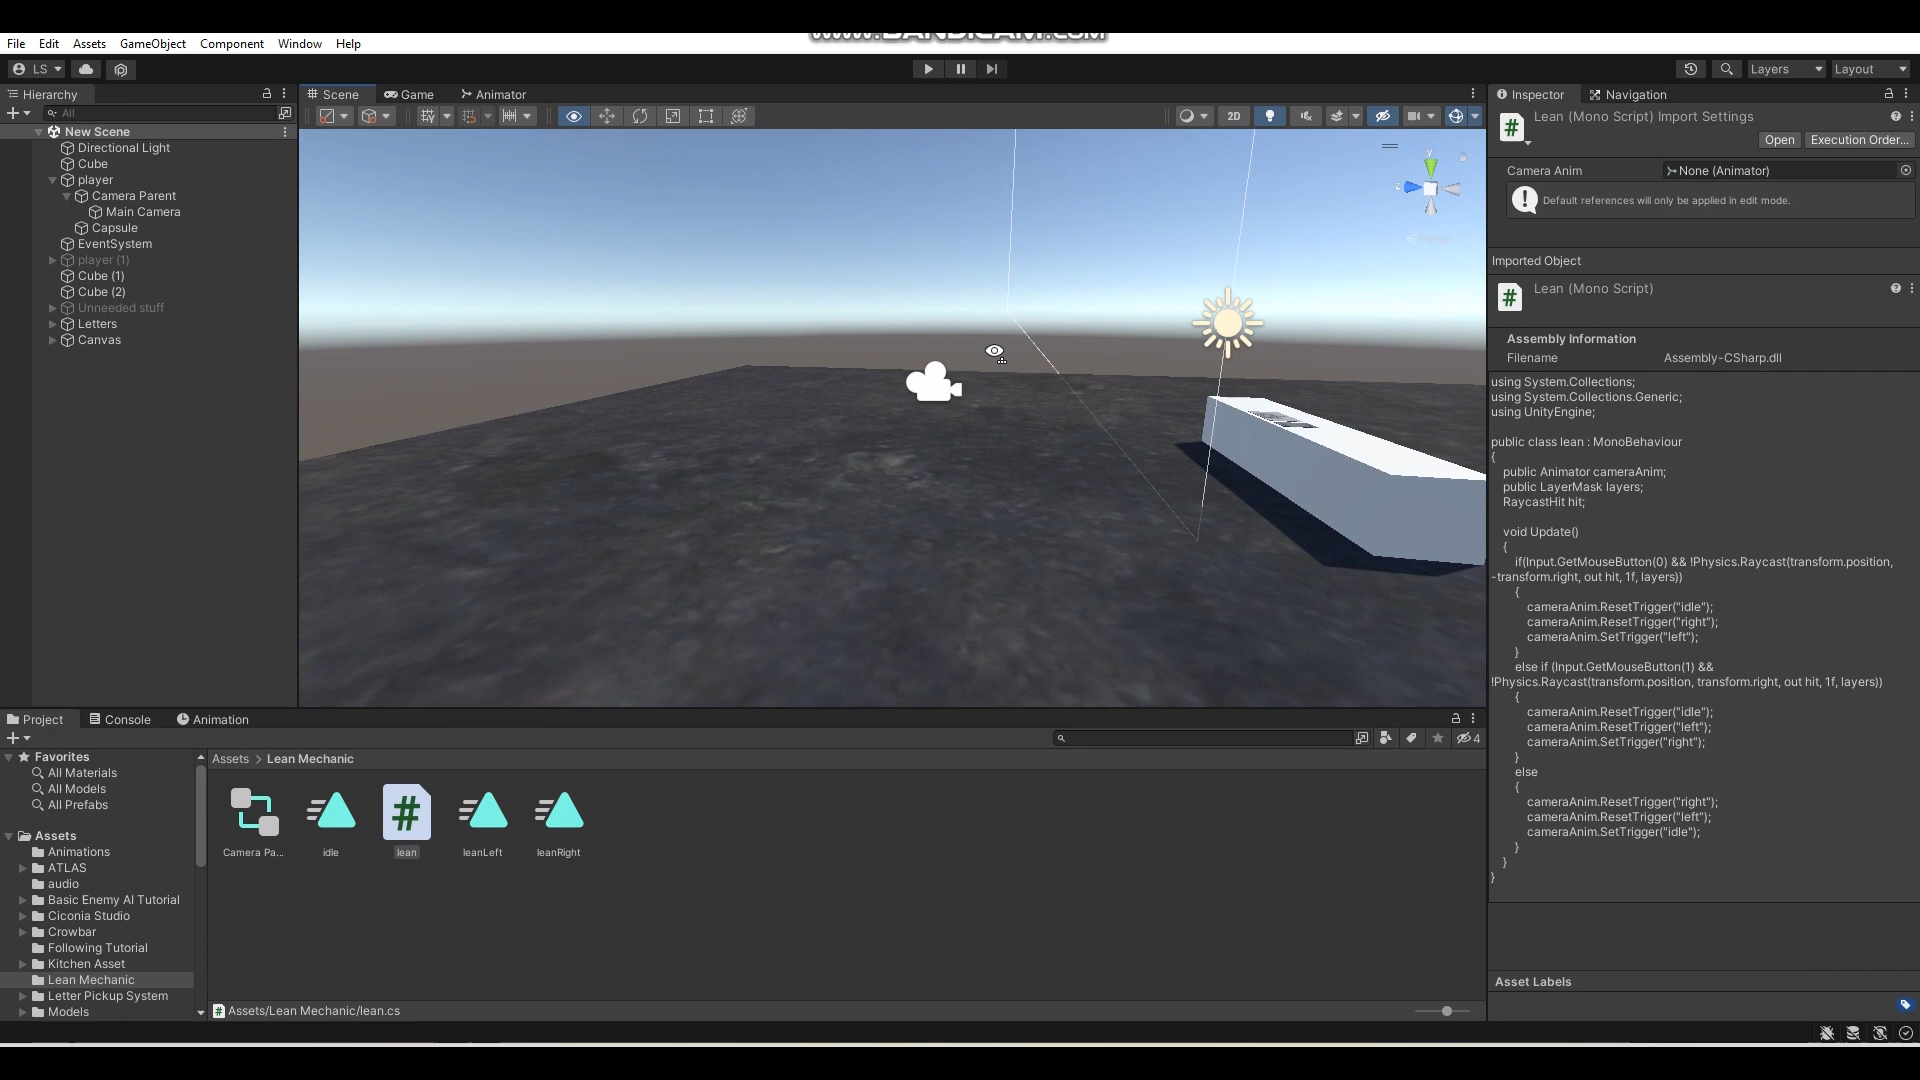 www.BANDICAM.com
File Edit Assets GameObject Component Window Help
LS
Layers Layout
Hierarchy
All
New Scene
Directional Light
Cube
player
Camera Parent
Main Camera
Capsule
EventSystem
player (1)
Cube (1)
Cube (2)
Unneeded stuff
Letters
Canvas
Scene Game Animator
2D
y
z
Persp
Inspector Navigation
Lean (Mono Script) Import Settings
Open Execution Order...
Camera Anim None (Animator)
Default references will only be applied in edit mode.
Imported Object
Lean (Mono Script)
Assembly Information
Filename Assembly-CSharp.dll
using System.Collections;
using System.Collections.Generic;
using UnityEngine;
public class lean : MonoBehaviour
{
public Animator cameraAnim;
public LayerMask layers;
RaycastHit hit;
void Update()
{
if(Input.GetMouseButton(0) && !Physics.Raycast(transform.position,
-transform.right, out hit, 1f, layers))
{
cameraAnim.ResetTrigger("idle");
cameraAnim.ResetTrigger("right");
cameraAnim.SetTrigger("left");
}
else if (Input.GetMouseButton(1) &&
!Physics.Raycast(transform.position, transform.right, out hit, 1f, layers))
{
cameraAnim.ResetTrigger("idle");
cameraAnim.ResetTrigger("left");
cameraAnim.SetTrigger("right");
}
else
{
cameraAnim.ResetTrigger("right");
cameraAnim.ResetTrigger("left");
cameraAnim.SetTrigger("idle");
}
}
}
Asset Labels
Project Console Animation
4
Favorites
All Materials
All Models
All Prefabs
Assets
Animations
ATLAS
audio
Basic Enemy AI Tutorial
Ciconia Studio
Crowbar
Following Tutorial
Kitchen Asset
Lean Mechanic
Letter Pickup System
Models
Assets > Lean Mechanic
Camera Pa... idle lean leanLeft leanRight
Assets/Lean Mechanic/lean.cs